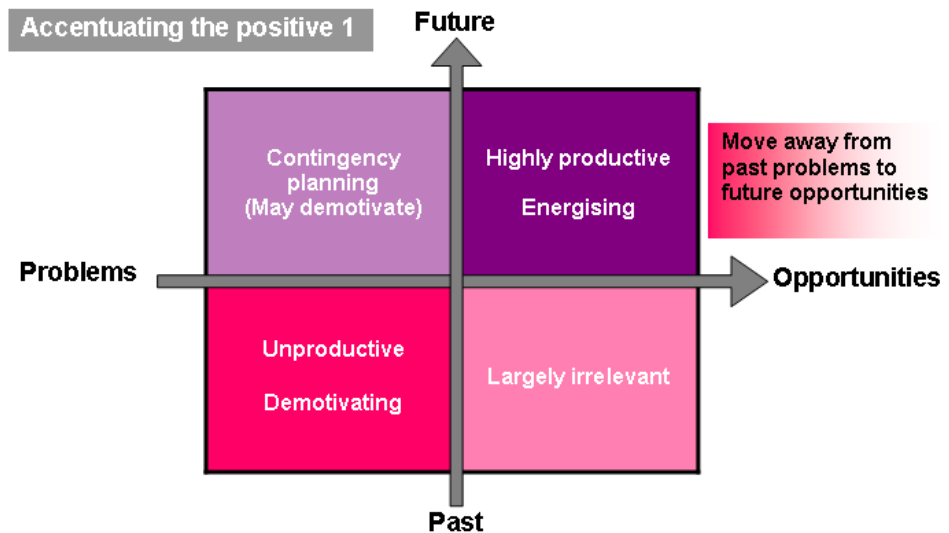 Accentuating the positive 1
Future
Contingency
planning
(May demotivate)
Highly productive
Energising
Move away from
past problems to
future opportunities
Problems
Opportunities
Unproductive
Demotivating
Largely irrelevant
Past